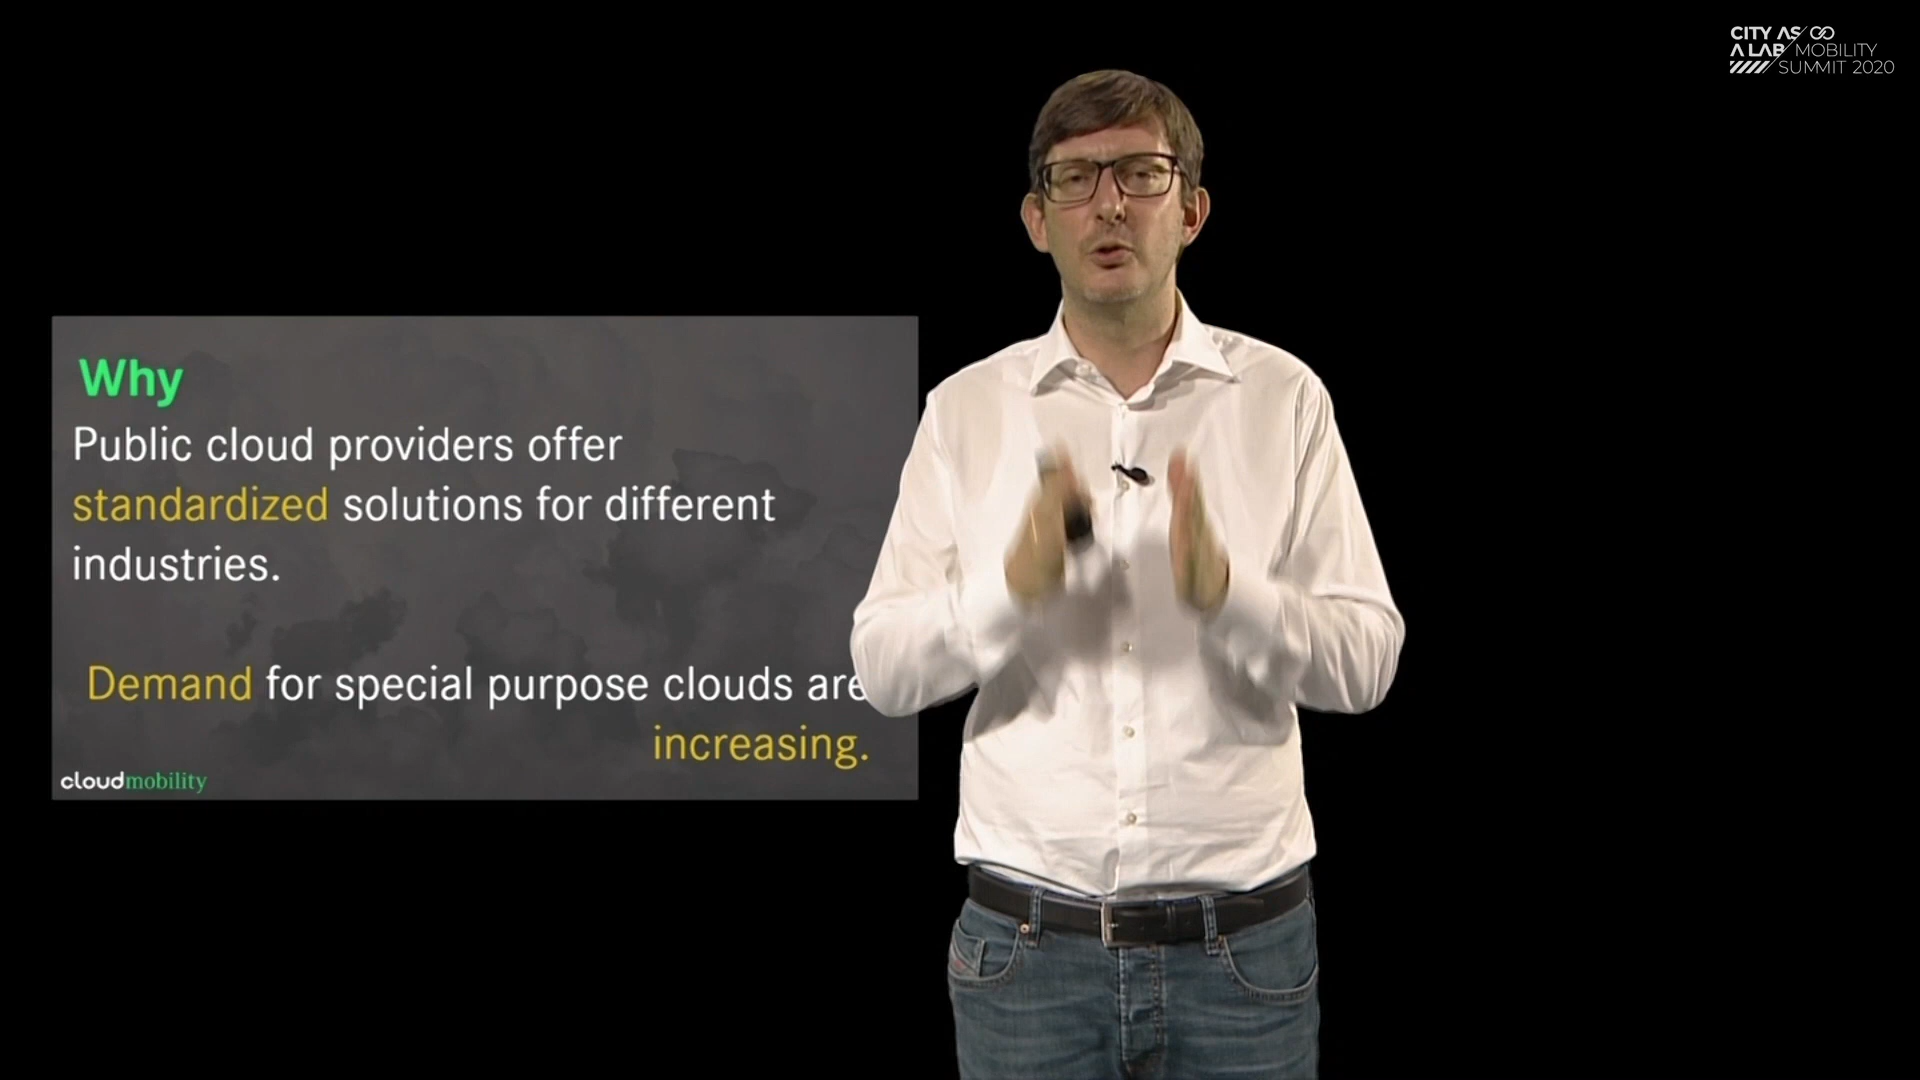 CITY AS
A LAB MOBILITY
SUMMIT 2020
Why
Public cloud providers offer
standardized solutions for different
industries.
Demand for special purpose clouds are
increasing.
cloudmobility